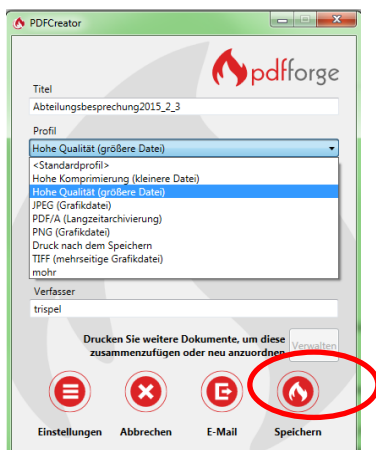 PDFCreator
pdfforge
Titel
Abteilungsbesprechung2015_2_3
Profil
Hohe Qualität (größere Datei)
<Standardprofil>
Hohe Komprimierung (kleinere Datei)
Hohe Qualität (größere Datei)
JPEG (Grafikdatei)
PDF/A (Langzeitarchivierung)
PNG (Grafikdatei)
Druck nach dem Speichern
TIFF (mehrseitige Grafikdatei)
mohr
Verfasser
trispel
Drucken Sie weitere Dokumente, um diese
zusammenzufügen oder neu anzuordnen
Verwalten
Einstellungen Abbrechen E-Mail Speichern